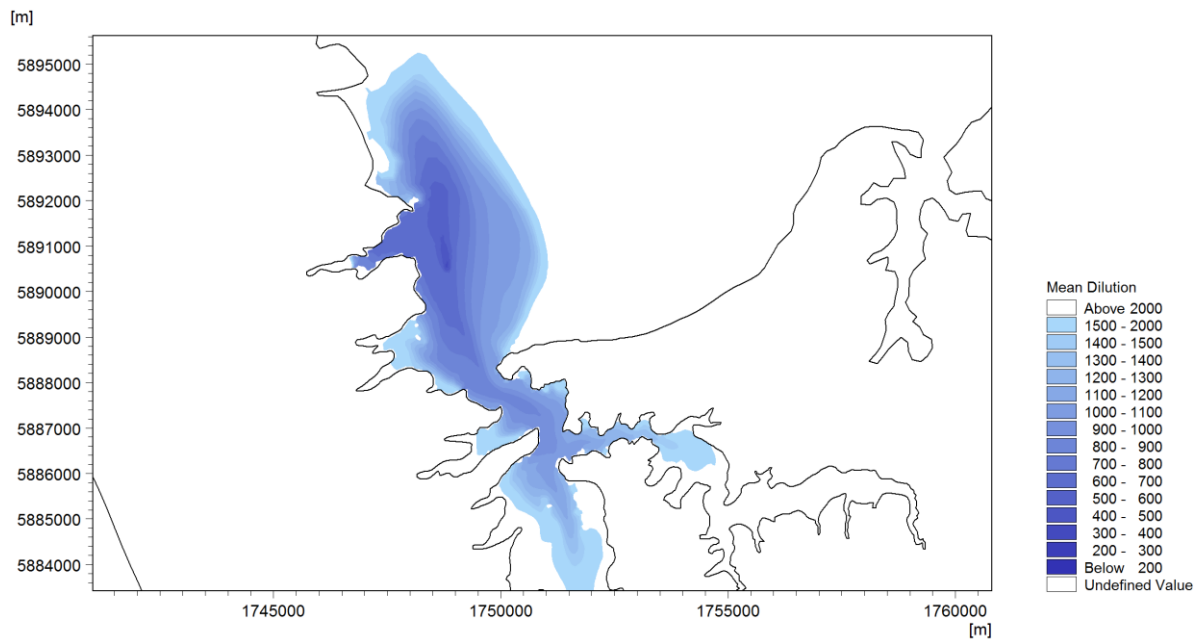 [m]
5895000
5894000
5893000
5892000
5891000
5890000
5889000
5888000
5887000
5886000
5885000
5884000
1745000 1750000 1755000 1760000
[m]
Mean Dilution
Above 2000
1500 - 2000
1400 - 1500
1300 - 1400
1200 - 1300
1100 - 1200
1000 - 1100
900 - 1000
800 - 900
700 - 800
600 - 700
500 - 600
400 - 500
300 - 400
200 - 300
Below 200
Undefined Value